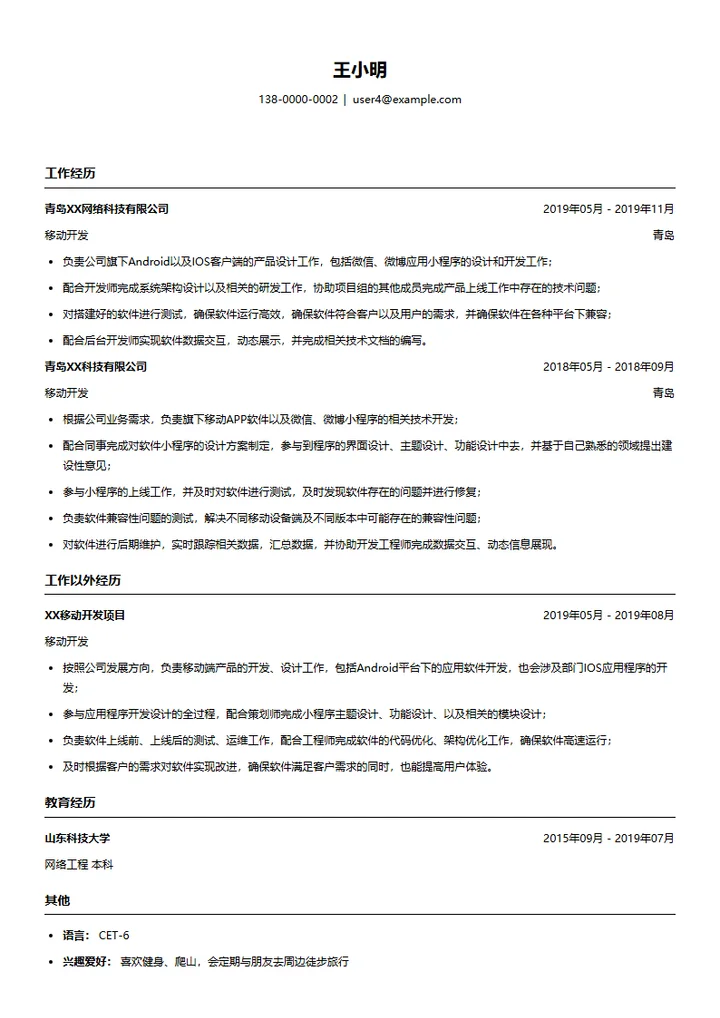 王小明
138-0000-0002 | user4@example.com
工作经历
青岛XX网络科技有限公司 2019年05月 - 2019年11月
移动开发 青岛
• 负责公司旗下Android以及IOS客户端的产品设计工作，包括微信、微博应用小程序的设计和开发工作；
• 配合开发师完成系统架构设计以及相关的研发工作，协助项目组的其他成员完成产品上线工作中存在的技术问题；
• 对搭建好的软件进行测试，确保软件运行高效，确保软件符合客户以及用户的需求，并确保软件在各种平台下兼容；
• 配合后台开发师实现软件数据交互，动态展示，并完成相关技术文档的编写。
青岛XX科技有限公司 2018年05月 - 2018年09月
移动开发 青岛
• 根据公司业务需求，负责旗下移动APP软件以及微信、微博小程序的相关技术开发；
• 配合同事完成对软件小程序的设计方案制定，参与到程序的界面设计、主题设计、功能设计中去，并基于自己熟悉的领域提出建
设性意见；
• 参与小程序的上线工作，并及时对软件进行测试，及时发现软件存在的问题并进行修复；
• 负责软件兼容性问题的测试，解决不同移动设备端及不同版本中可能存在的兼容性问题；
• 对软件进行后期维护，实时跟踪相关数据，汇总数据，并协助开发工程师完成数据交互、动态信息展现。
工作以外经历
XX移动开发项目 2019年05月 - 2019年08月
移动开发
• 按照公司发展方向，负责移动端产品的开发、设计工作，包括Android平台下的应用软件开发，也会涉及部门IOS应用程序的开
发；
• 参与应用程序开发设计的全过程，配合策划师完成小程序主题设计、功能设计、以及相关的模块设计；
• 负责软件上线前、上线后的测试、运维工作，配合工程师完成软件的代码优化、架构优化工作，确保软件高速运行；
• 及时根据客户的需求对软件实现改进，确保软件满足客户需求的同时，也能提高用户体验。
教育经历
山东科技大学 2015年09月 - 2019年07月
网络工程 本科
其他
• 语言： CET-6
• 兴趣爱好： 喜欢健身、爬山，会定期与朋友去周边徒步旅行